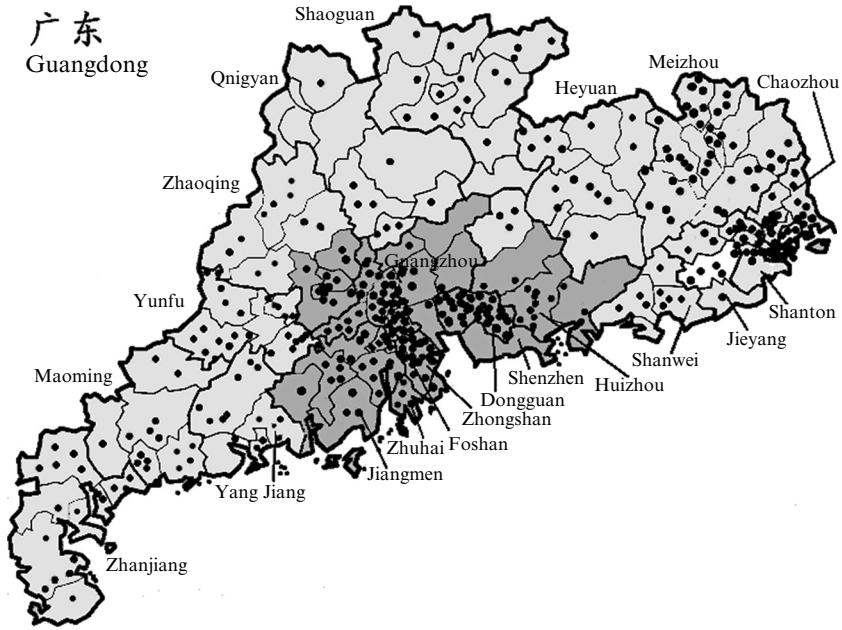 广东
Guangdong
Shaoguan
Qnigyan
Heyuan
Meizhou
Chaozhou
Zhaoqing
Guangzhou
Yunfu
Shanton
Jieyang
Shanwei
Maoming
Shenzhen
Huizhou
Dongguan
Zhongshan
Zhuhai
Foshan
Jiangmen
Yang Jiang
Zhanjiang